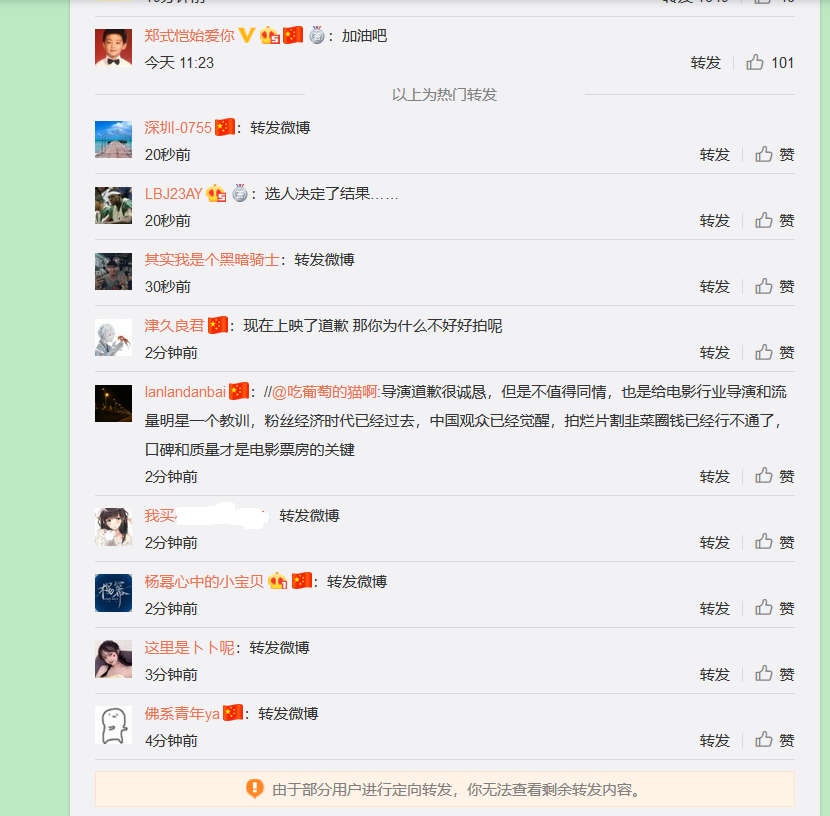 郑式恺始爱你：加油吧
今天 11:23 转发 101
以上为热门转发
深圳-0755：转发微博
20秒前 转发 赞
LBJ23AY：选人决定了结果……
20秒前 转发 赞
其实我是个黑暗骑士：转发微博
30秒前 转发 赞
津久良君：现在上映了道歉 那你为什么不好好拍呢
2分钟前 转发 赞
lanlandanbai：//@吃葡萄的猫啊:导演道歉很诚恳，但是不值得同情，也是给电影行业导演和流
量明星一个教训，粉丝经济时代已经过去，中国观众已经觉醒，拍烂片割韭菜圈钱已经行不通了，
口碑和质量才是电影票房的关键
2分钟前 转发 赞
我买 转发微博
2分钟前 转发 赞
杨幂心中的小宝贝：转发微博
2分钟前 转发 赞
这里是卜卜呢：转发微博
3分钟前 转发 赞
佛系青年ya：转发微博
4分钟前 转发 赞
由于部分用户进行定向转发，你无法查看剩余转发内容。